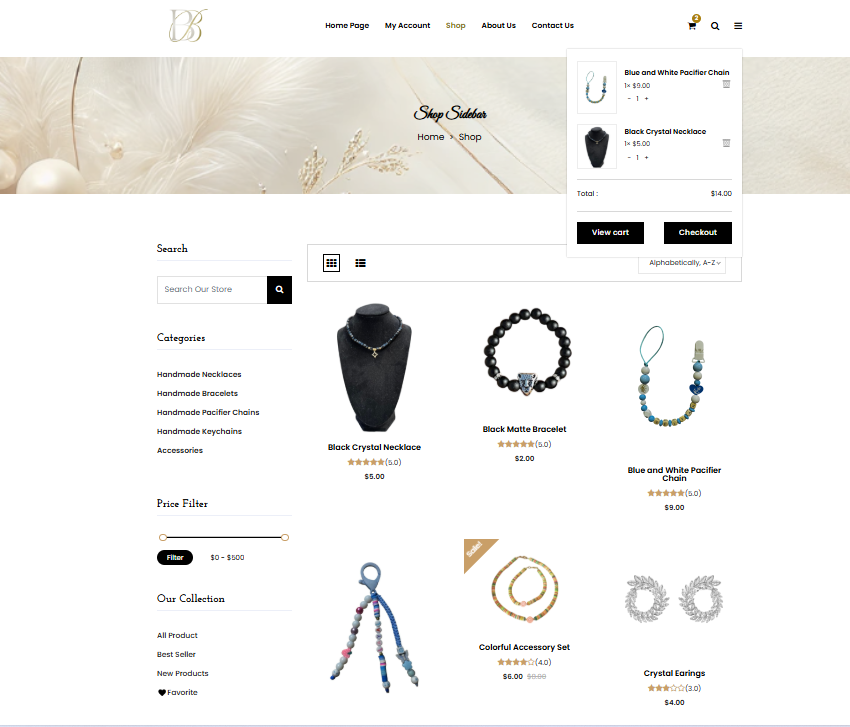 DB
Home Page My Account Shop About Us Contact Us
2
Blue and White Pacifier Chain
1× $9.00
- 1 +
Black Crystal Necklace
1× $5.00
- 1 +
Total : $14.00
View cart Checkout
Shop Sidebar
Home > Shop
Search
Search Our Store
Categories
Handmade Necklaces
Handmade Bracelets
Handmade Pacifier Chains
Handmade Keychains
Accessories
Price Filter
Filter $0 - $500
Our Collection
All Product
Best Seller
New Products
Favorite
Alphabetically, A-Z
Black Crystal Necklace
(5.0)
$5.00
Black Matte Bracelet
(5.0)
$2.00
Blue and White Pacifier
Chain
(5.0)
$9.00
Sale!
Colorful Accessory Set
(4.0)
$6.00 $9.00
Crystal Earings
(3.0)
$4.00